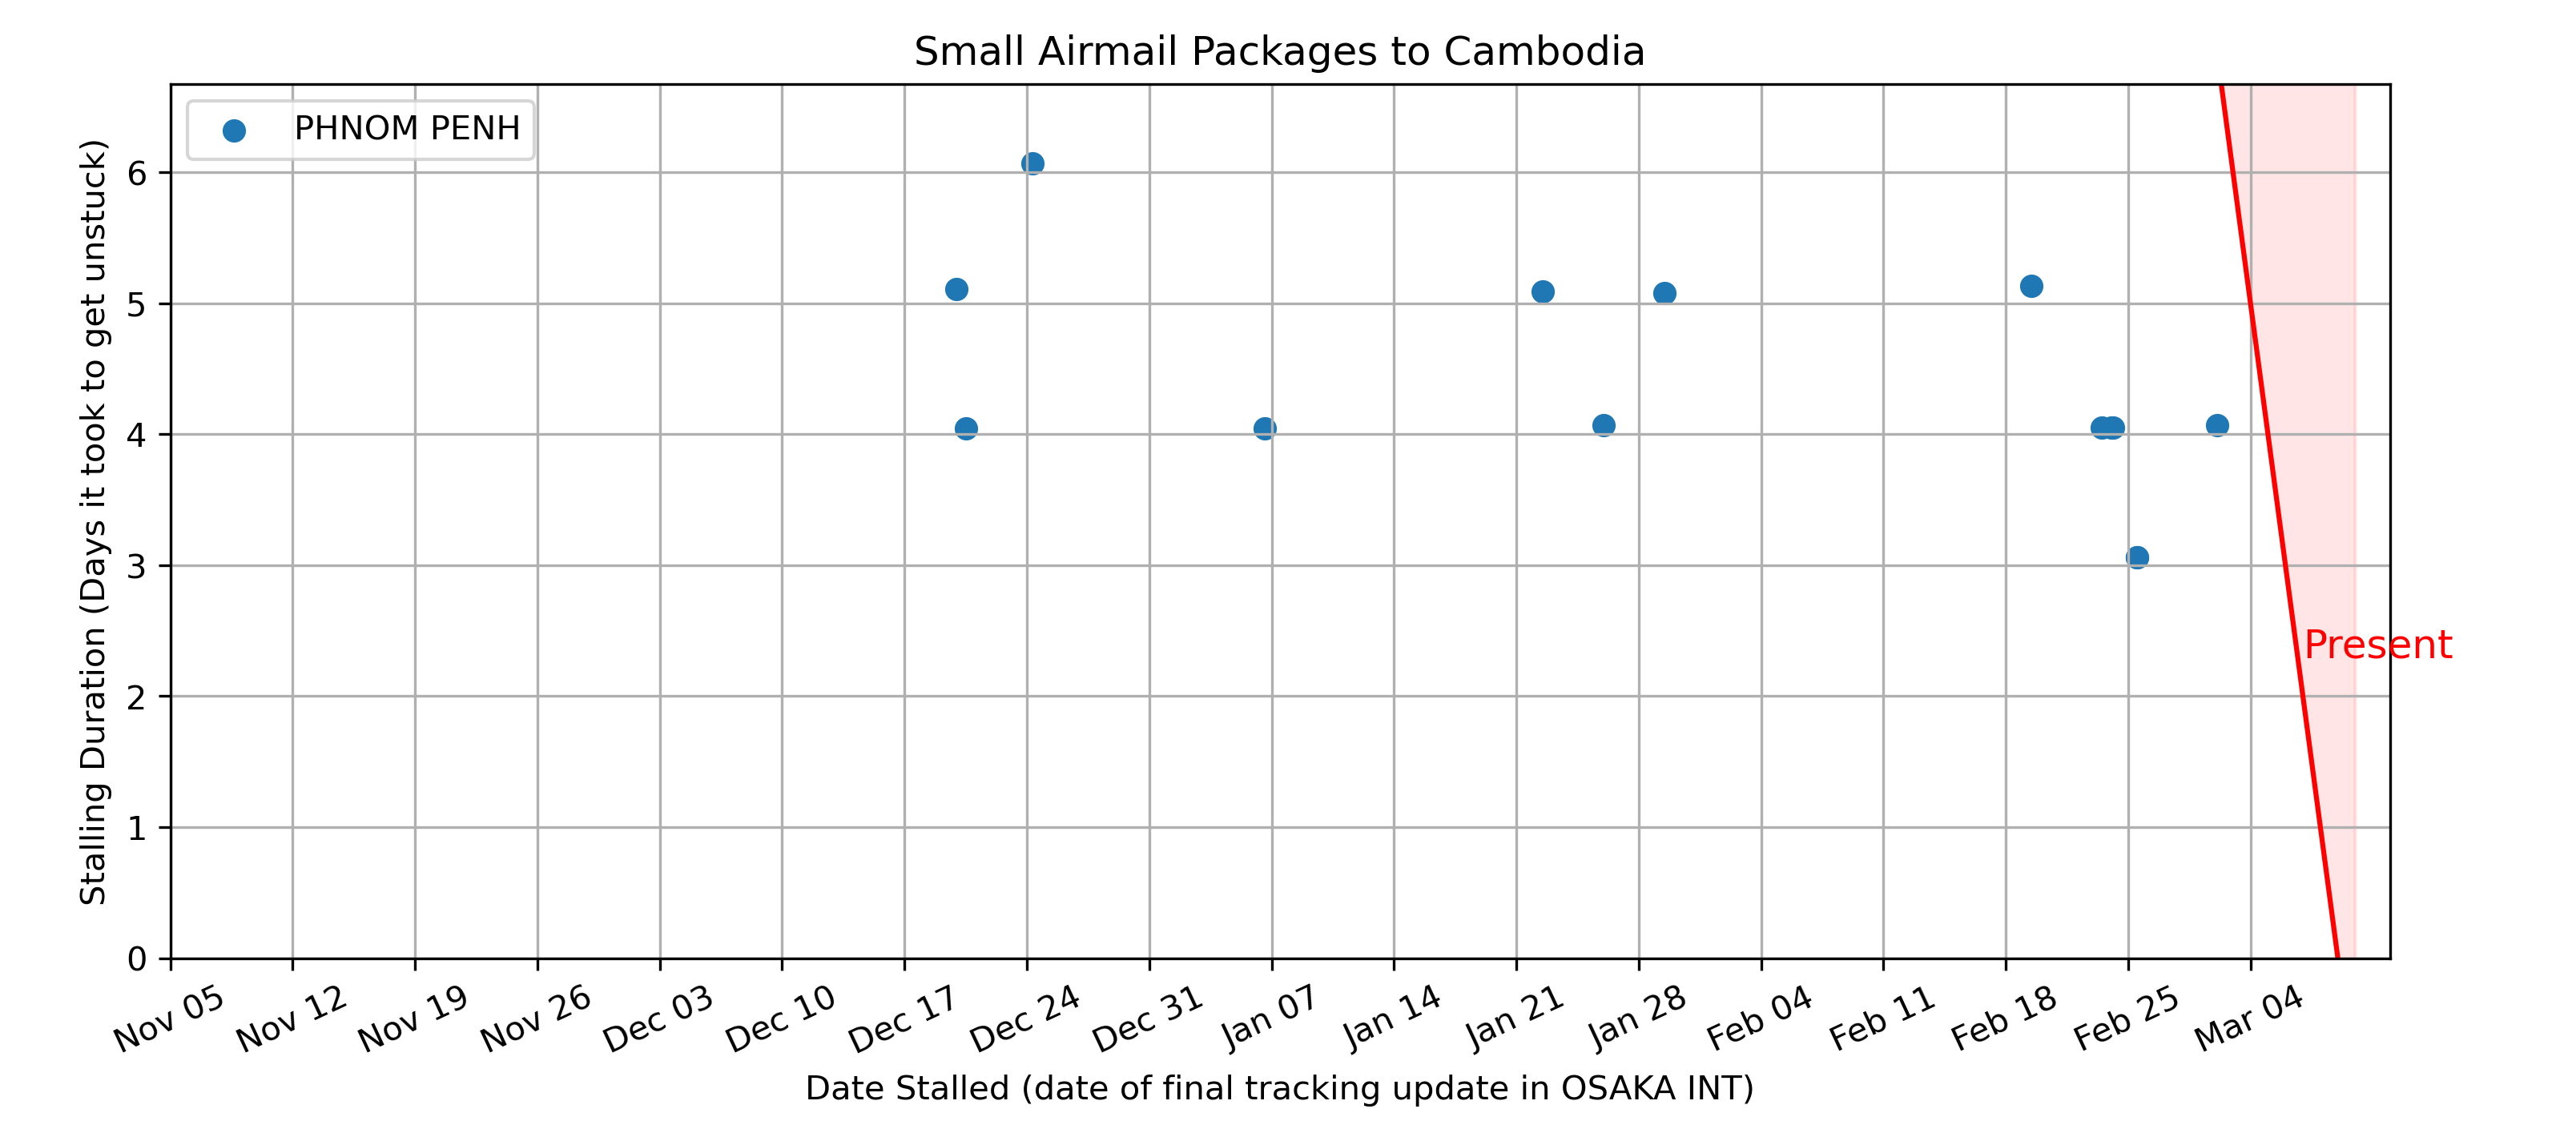 Small Airmail Packages to Cambodia
PHNOM PENH
Stalling Duration (Days it took to get unstuck)
6
5
4
3
2
1
0
Present
Nov 05
Nov 12
Nov 19
Nov 26
Dec 03
Dec 10
Dec 17
Dec 24
Dec 31
Jan 07
Jan 14
Jan 21
Jan 28
Feb 04
Feb 11
Feb 18
Feb 25
Mar 04
Date Stalled (date of final tracking update in OSAKA INT)